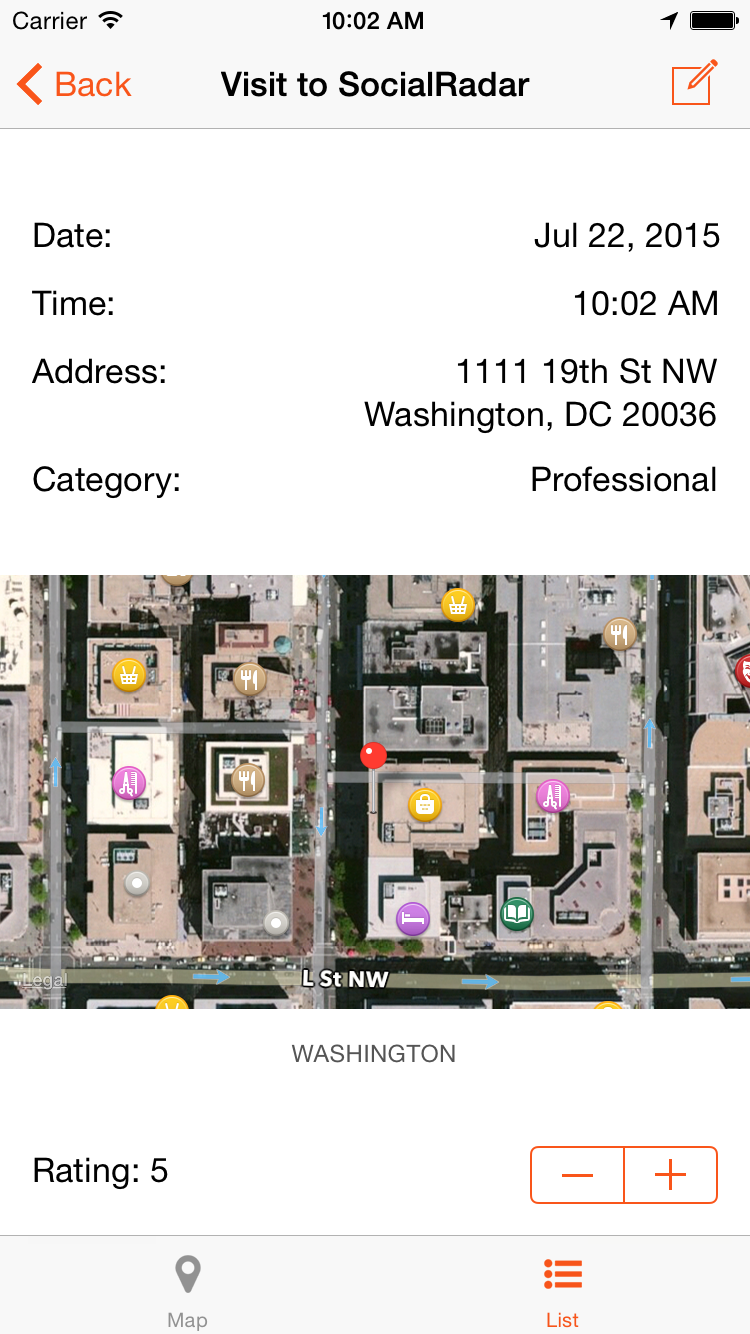 Carrier 10:02 AM
Back Visit to SocialRadar
Date: Jul 22, 2015
Time: 10:02 AM
Address: 1111 19th St NW
Washington, DC 20036
Category: Professional
Legal L St NW
WASHINGTON
Rating: 5
Map List